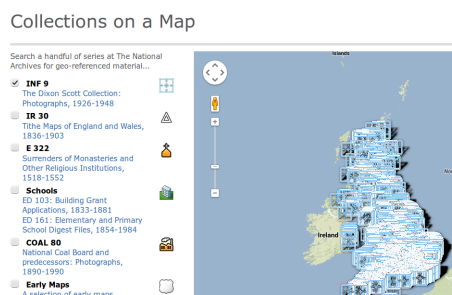 Collections on a Map
Search a handful of series at The National
Archives for geo-referenced material...
INF 9
The Dixon Scott Collection:
Photographs, 1926-1948
IR 30
Tithe Maps of England and Wales,
1836-1903
E 322
Surrenders of Monasteries and
Other Religious Institutions,
1518-1552
Schools
ED 103: Building Grant
Applications, 1833-1881
ED 161: Elementary and Primary
School Digest Files, 1854-1984
COAL 80
National Coal Board and
predecessors: Photographs,
1890-1990
Early Maps
A selection of early maps
Islands
Ireland